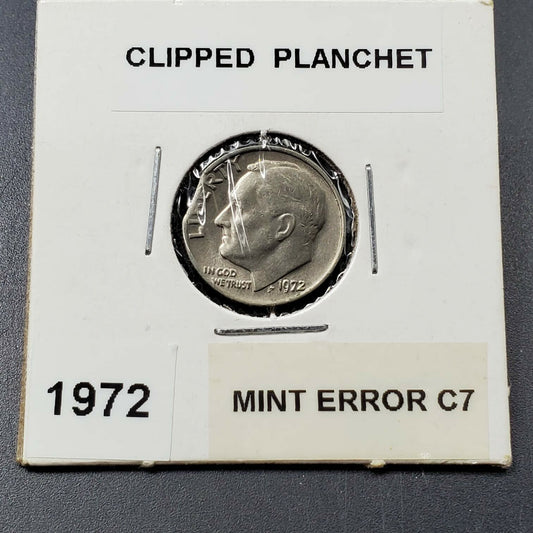 CLIPPED PLANCHET
LIBERTY
IN GOD
WE TRUST
1972
1972
MINT ERROR C7